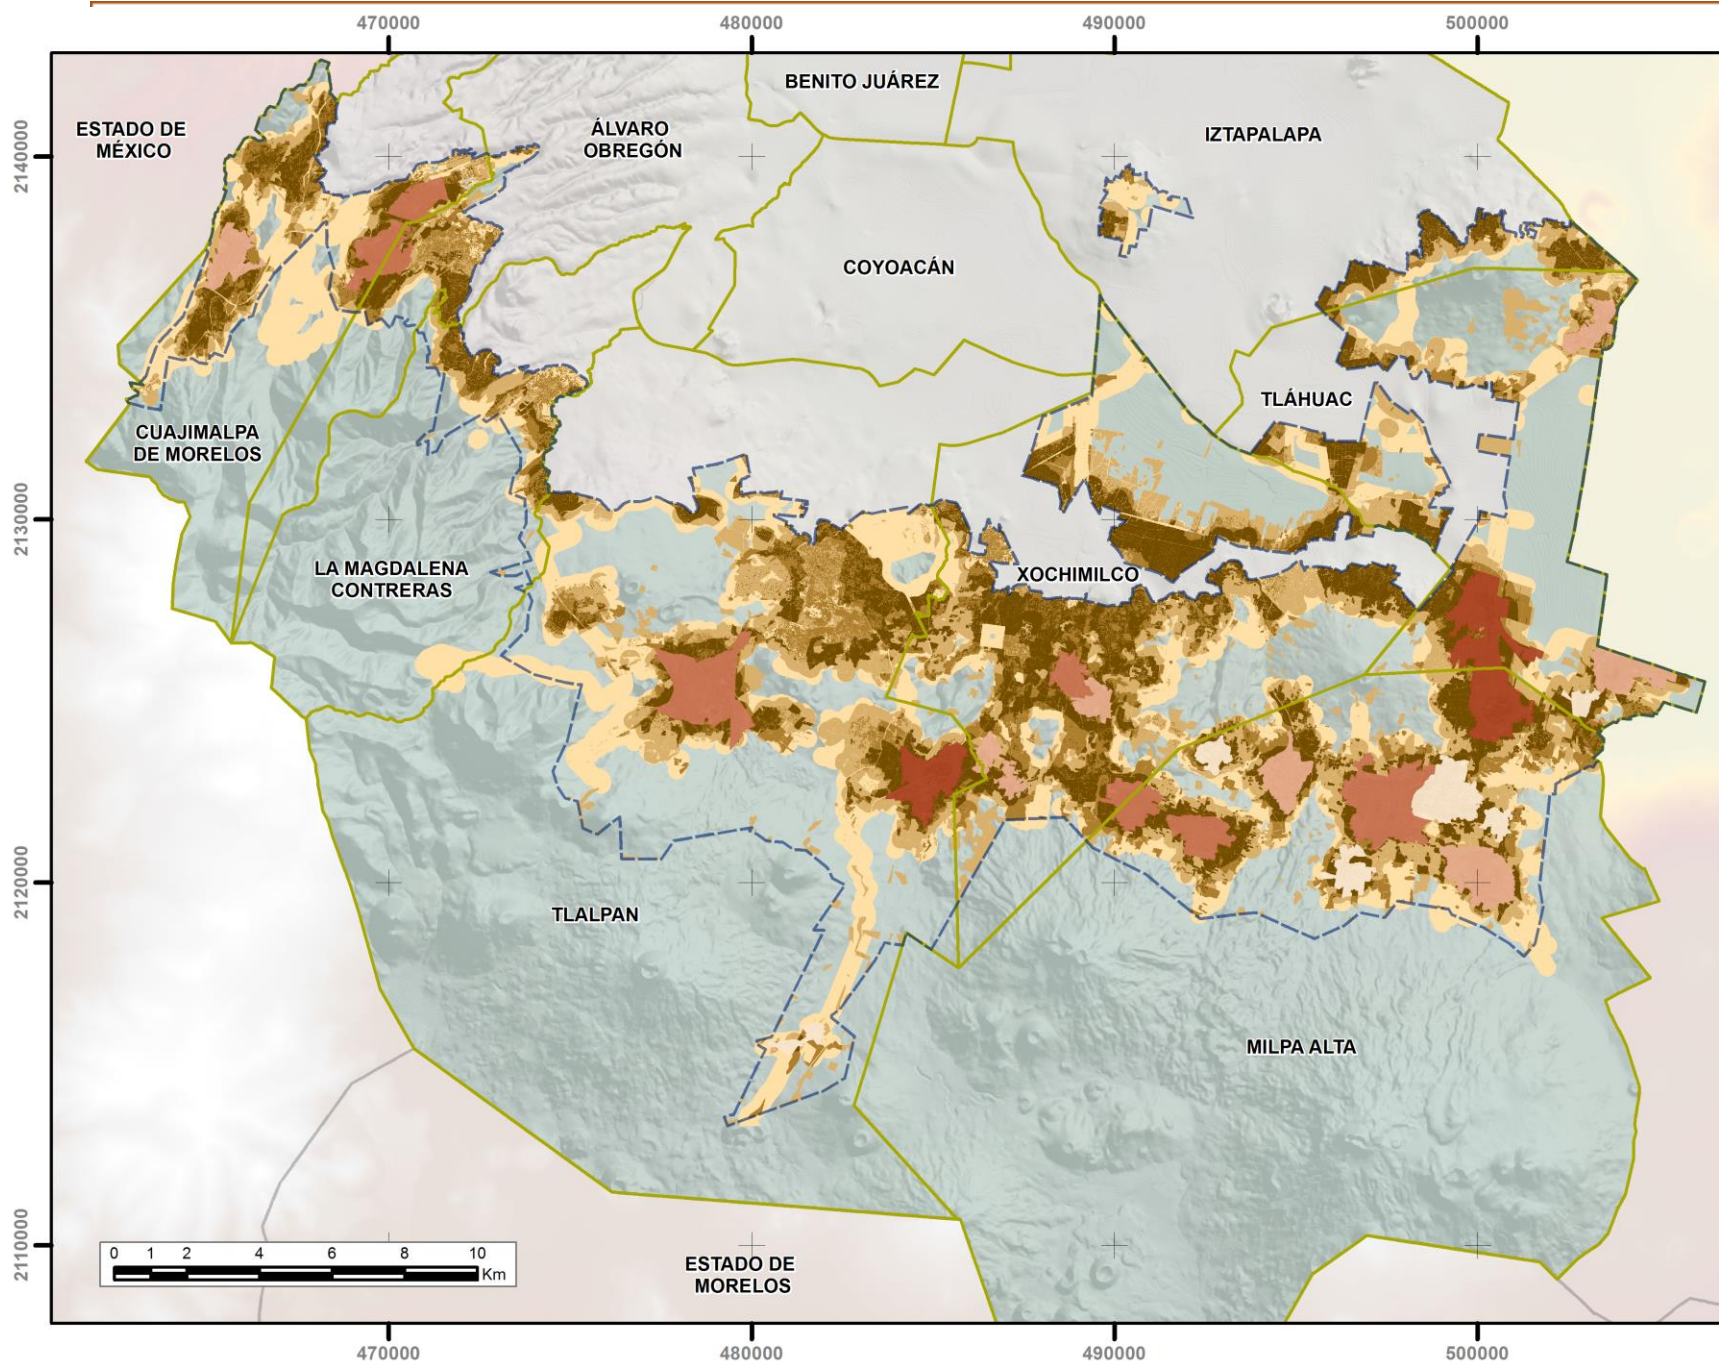 470000
480000
490000
500000
BENITO JUÁREZ
ESTADO DE
MÉXICO
ÁLVARO
OBREGÓN
IZTAPALAPA
2140000
COYOACÁN
TLÁHUAC
CUAJIMALPA
DE MORELOS
2130000
LA MAGDALENA
CONTRERAS
XOCHIMILCO
2120000
TLALPAN
MILPA ALTA
2110000
0 1 2 4 6 8 10
Km
ESTADO DE
MORELOS
470000
480000
490000
500000